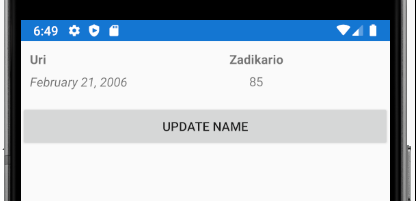 6:49
Uri Zadikario
February 21, 2006 85
UPDATE NAME